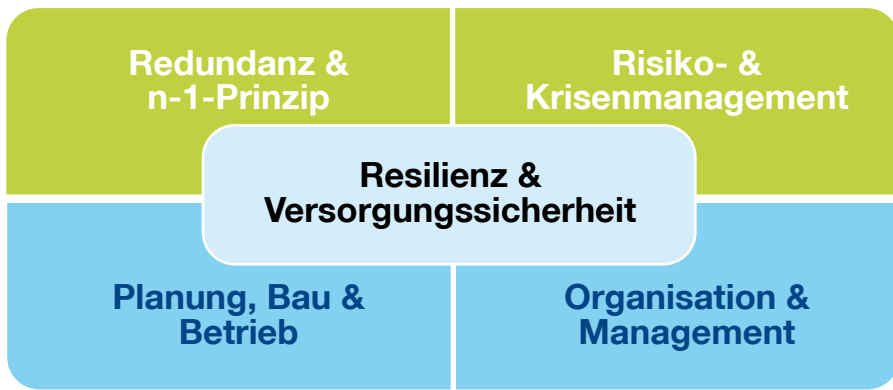 Redundanz &
n-1-Prinzip
Risiko- &
Krisenmanagement
Resilienz &
Versorgungssicherheit
Planung, Bau &
Betrieb
Organisation &
Management